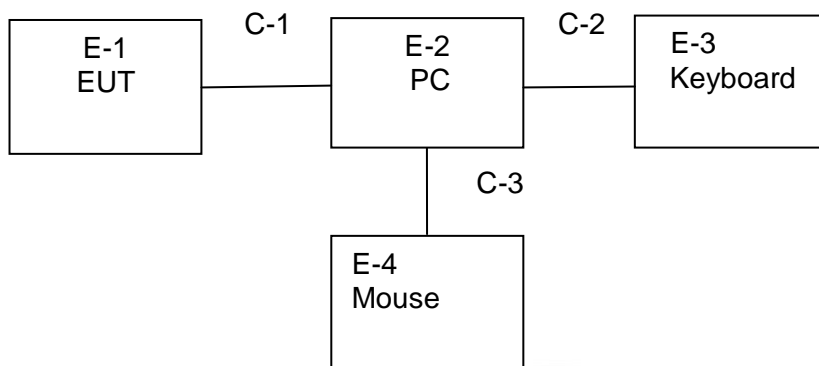 C-1
C-2
E-1
EUT
E-2
PC
E-3
Keyboard
C-3
E-4
Mouse